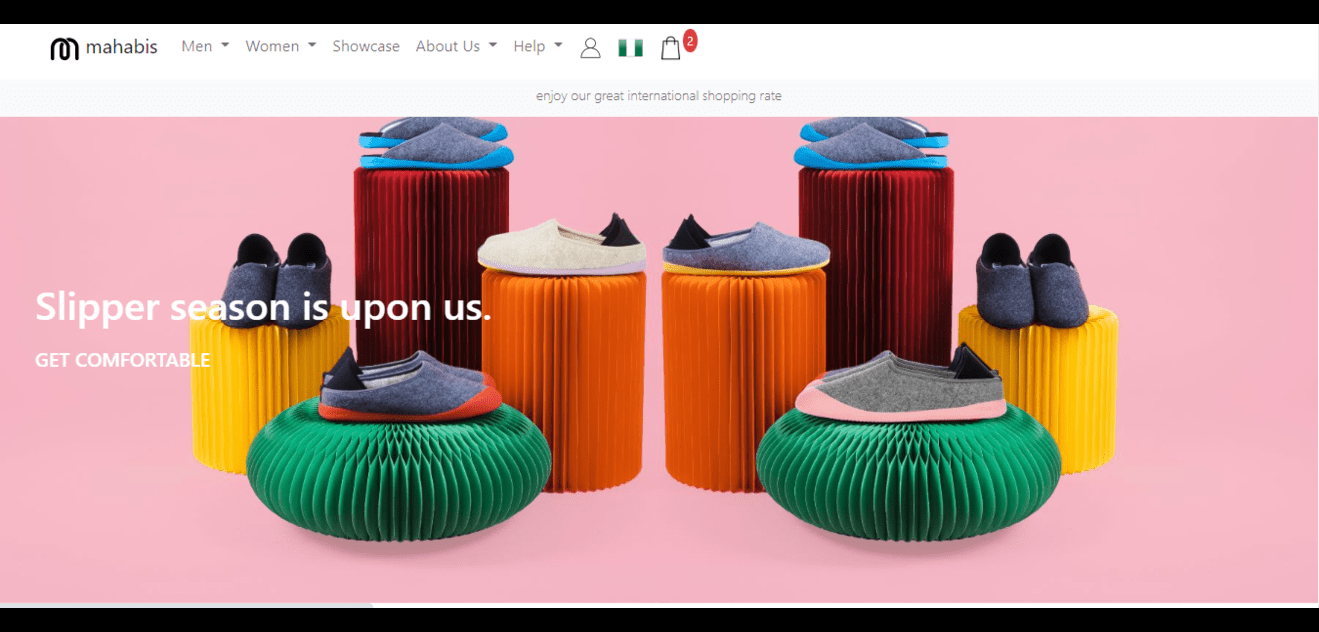 mahabis Men Women Showcase About Us Help 2
enjoy our great international shopping rate
Slipper season is upon us.
GET COMFORTABLE